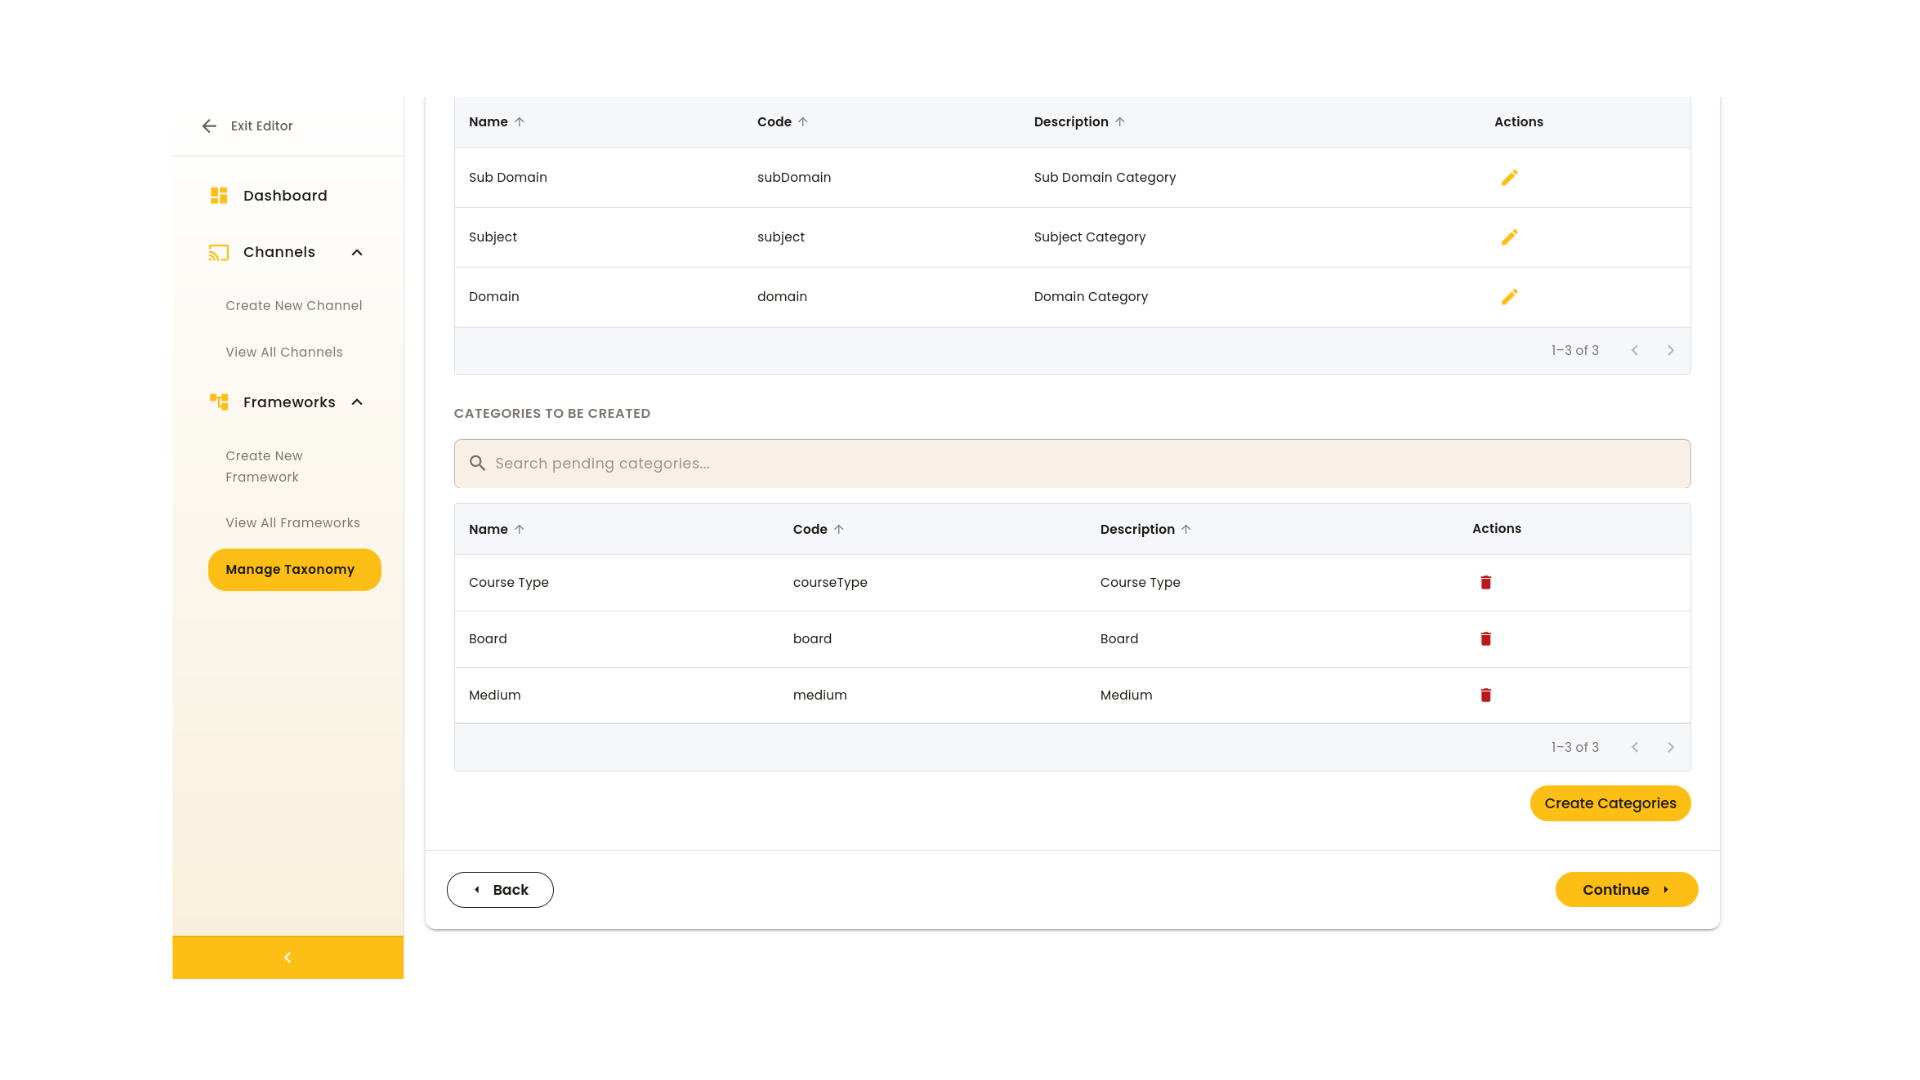 Exit Editor
Dashboard
Channels
Create New Channel
View All Channels
Frameworks
Create New
Framework
View All Frameworks
Manage Taxonomy
Name Code Description Actions
Sub Domain subDomain Sub Domain Category
Subject subject Subject Category
Domain domain Domain Category
1–3 of 3
CATEGORIES TO BE CREATED
Search pending categories...
Name Code Description Actions
Course Type courseType Course Type
Board board Board
Medium medium Medium
1–3 of 3
Create Categories
Back
Continue